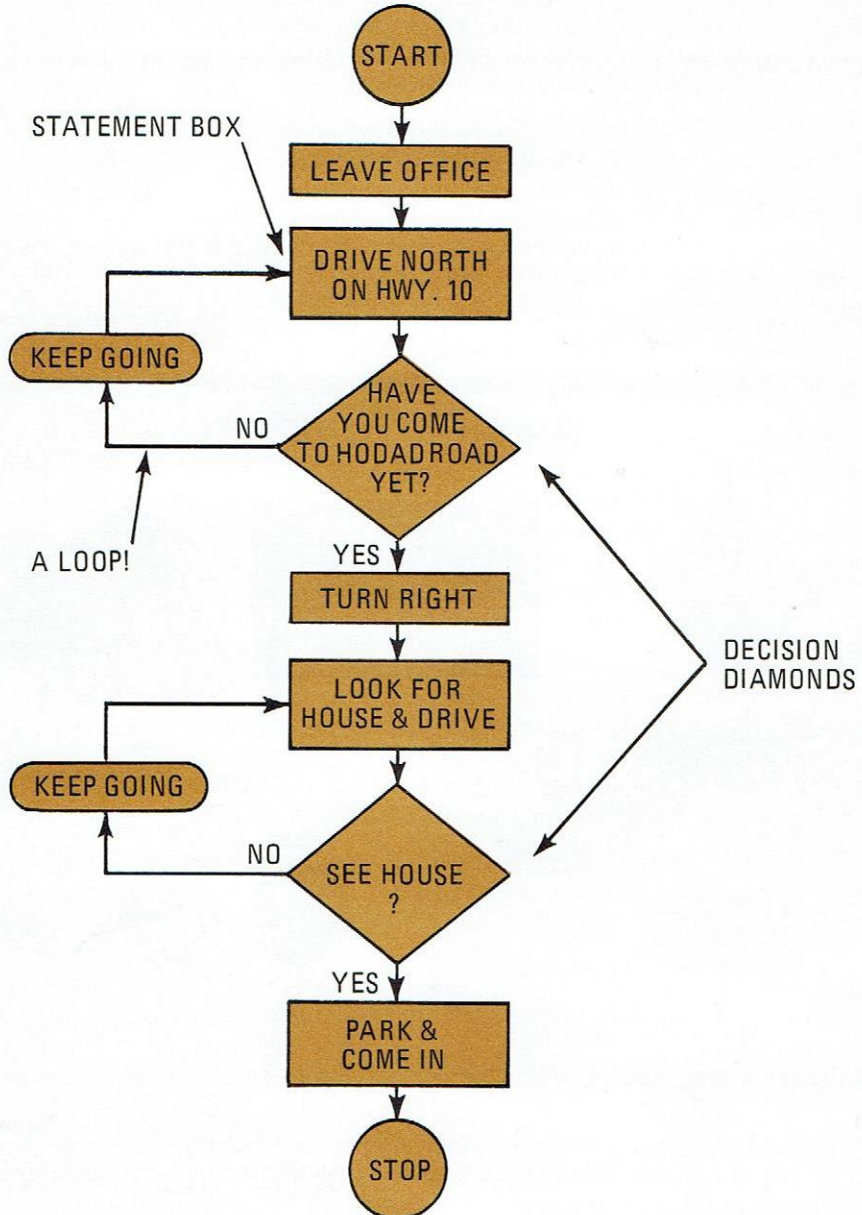 START
STATEMENT BOX
LEAVE OFFICE
DRIVE NORTH
ON HWY. 10
KEEP GOING
HAVE
YOU COME
TO HODAD ROAD
YET?
NO
A LOOP!
YES
TURN RIGHT
DECISION
DIAMONDS
LOOK FOR
HOUSE & DRIVE
KEEP GOING
NO
SEE HOUSE
?
YES
PARK &
COME IN
STOP